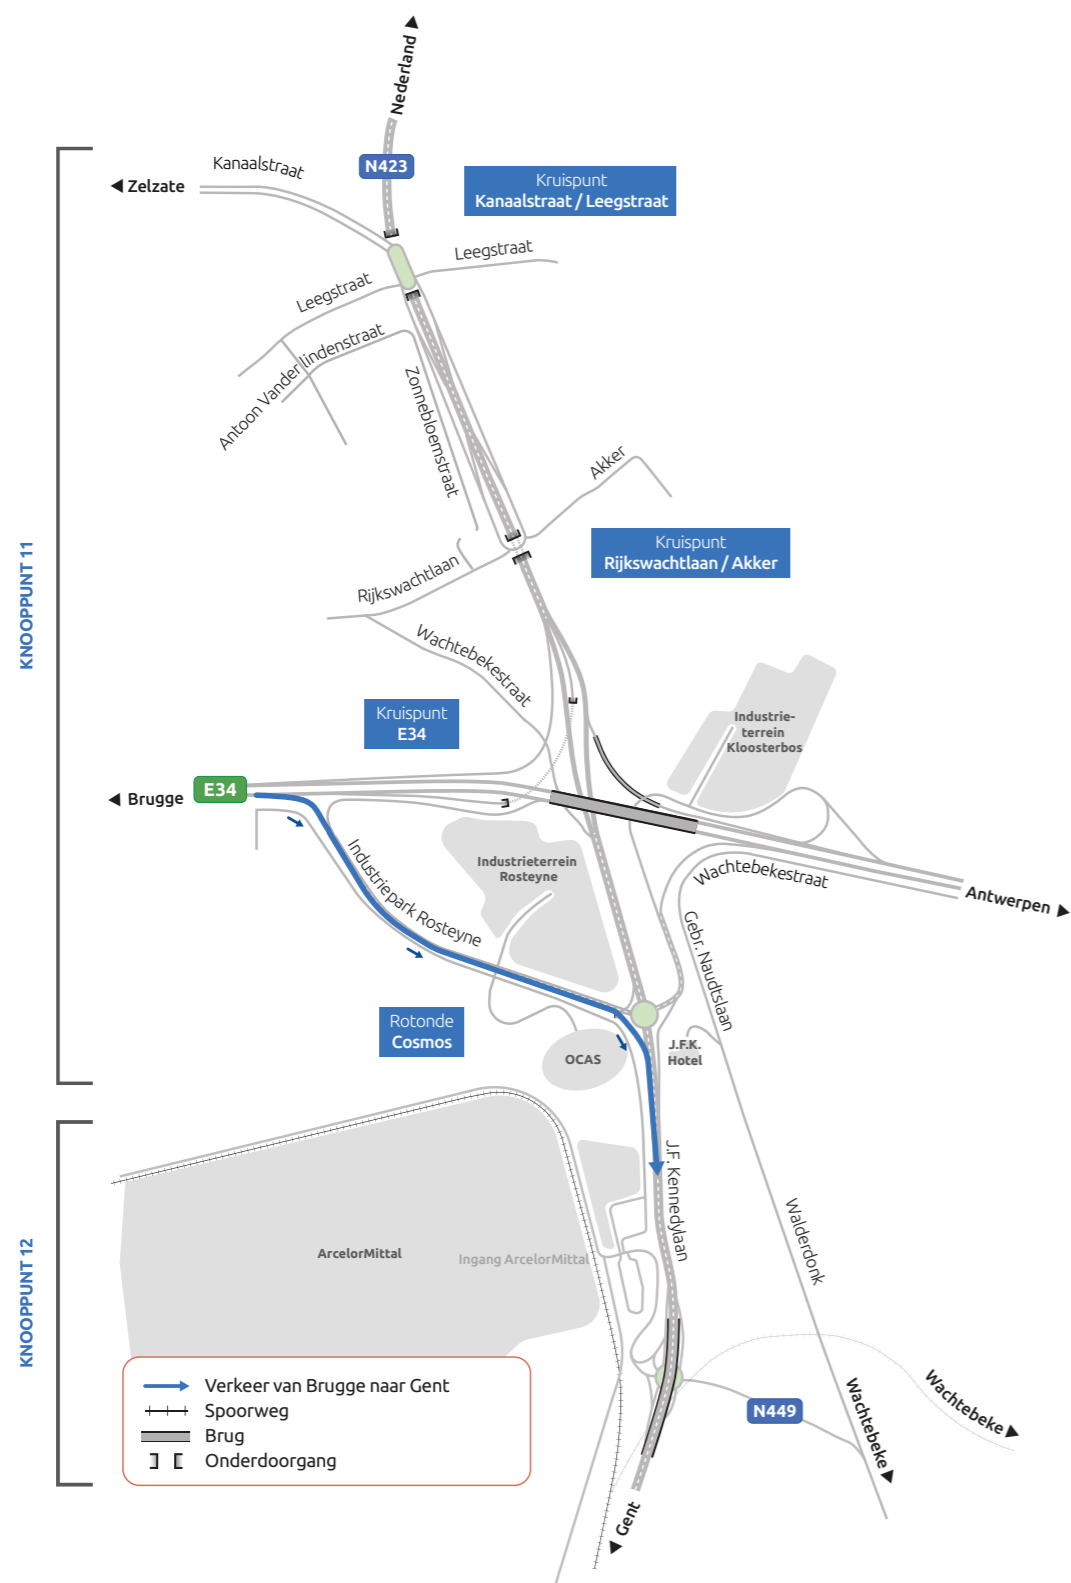 Nederland
N423
Kanaalstraat
Zelzate
Kruispunt
Kanaalstraat / Leegstraat
Leegstraat
Leegstraat
Antoon Vander lindenstraat
Zonnebloemstraat
Akker
Kruispunt
Rijkswachtlaan / Akker
KNOOPPUNT 11
Rijkswachtlaan
Wachtebekestraat
Kruispunt
E34
Industrie-
terrein
Kloosterbos
E34
Brugge
Industrieterrein
Rosteyne
Industriepark Rosteyne
Wachtebekestraat
Antwerpen
Gebr. Naudtslaan
Rotonde
Cosmos
OCAS
J.F.K.
Hotel
J.F. Kennedylaan
KNOOPPUNT 12
ArcelorMittal
Ingang ArcelorMittal
Walderdonk
Wachtebeke
Wachtebeke
N449
Verkeer van Brugge naar Gent
Spoorweg
Brug
Onderdoorgang
Gent